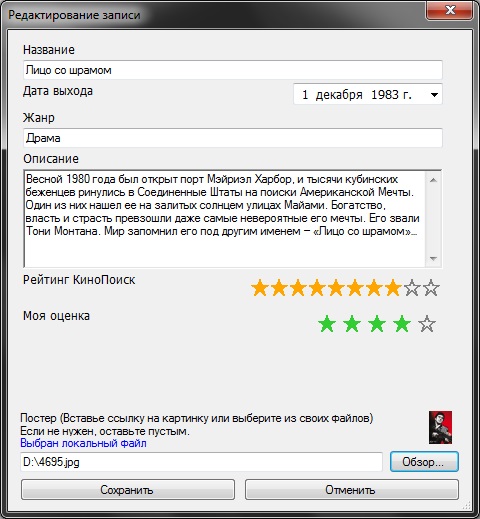 Редактирование записи
Название
Лицо со шрамом
Дата выхода
1 декабря 1983 г.
Жанр
Драма
Описание
Весной 1980 года был открыт порт Мэйриэл Харбор, и тысячи кубинских
беженцев ринулись в Соединенные Штаты на поиски Американской Мечты.
Один из них нашел ее на залитых солнцем улицах Майами. Богатство,
власть и страсть превзошли даже самые невероятные его мечты. Его звали
Тони Монтана. Мир запомнил его под другим именем – «Лицо со шрамом»...
Рейтинг КиноПоиск
Моя оценка
Постер (Вставье ссылку на картинку или выберите из своих файлов)
Если не нужен, оставьте пустым.
Выбран локальный файл
D:\4695.jpg
Обзор...
Сохранить
Отменить